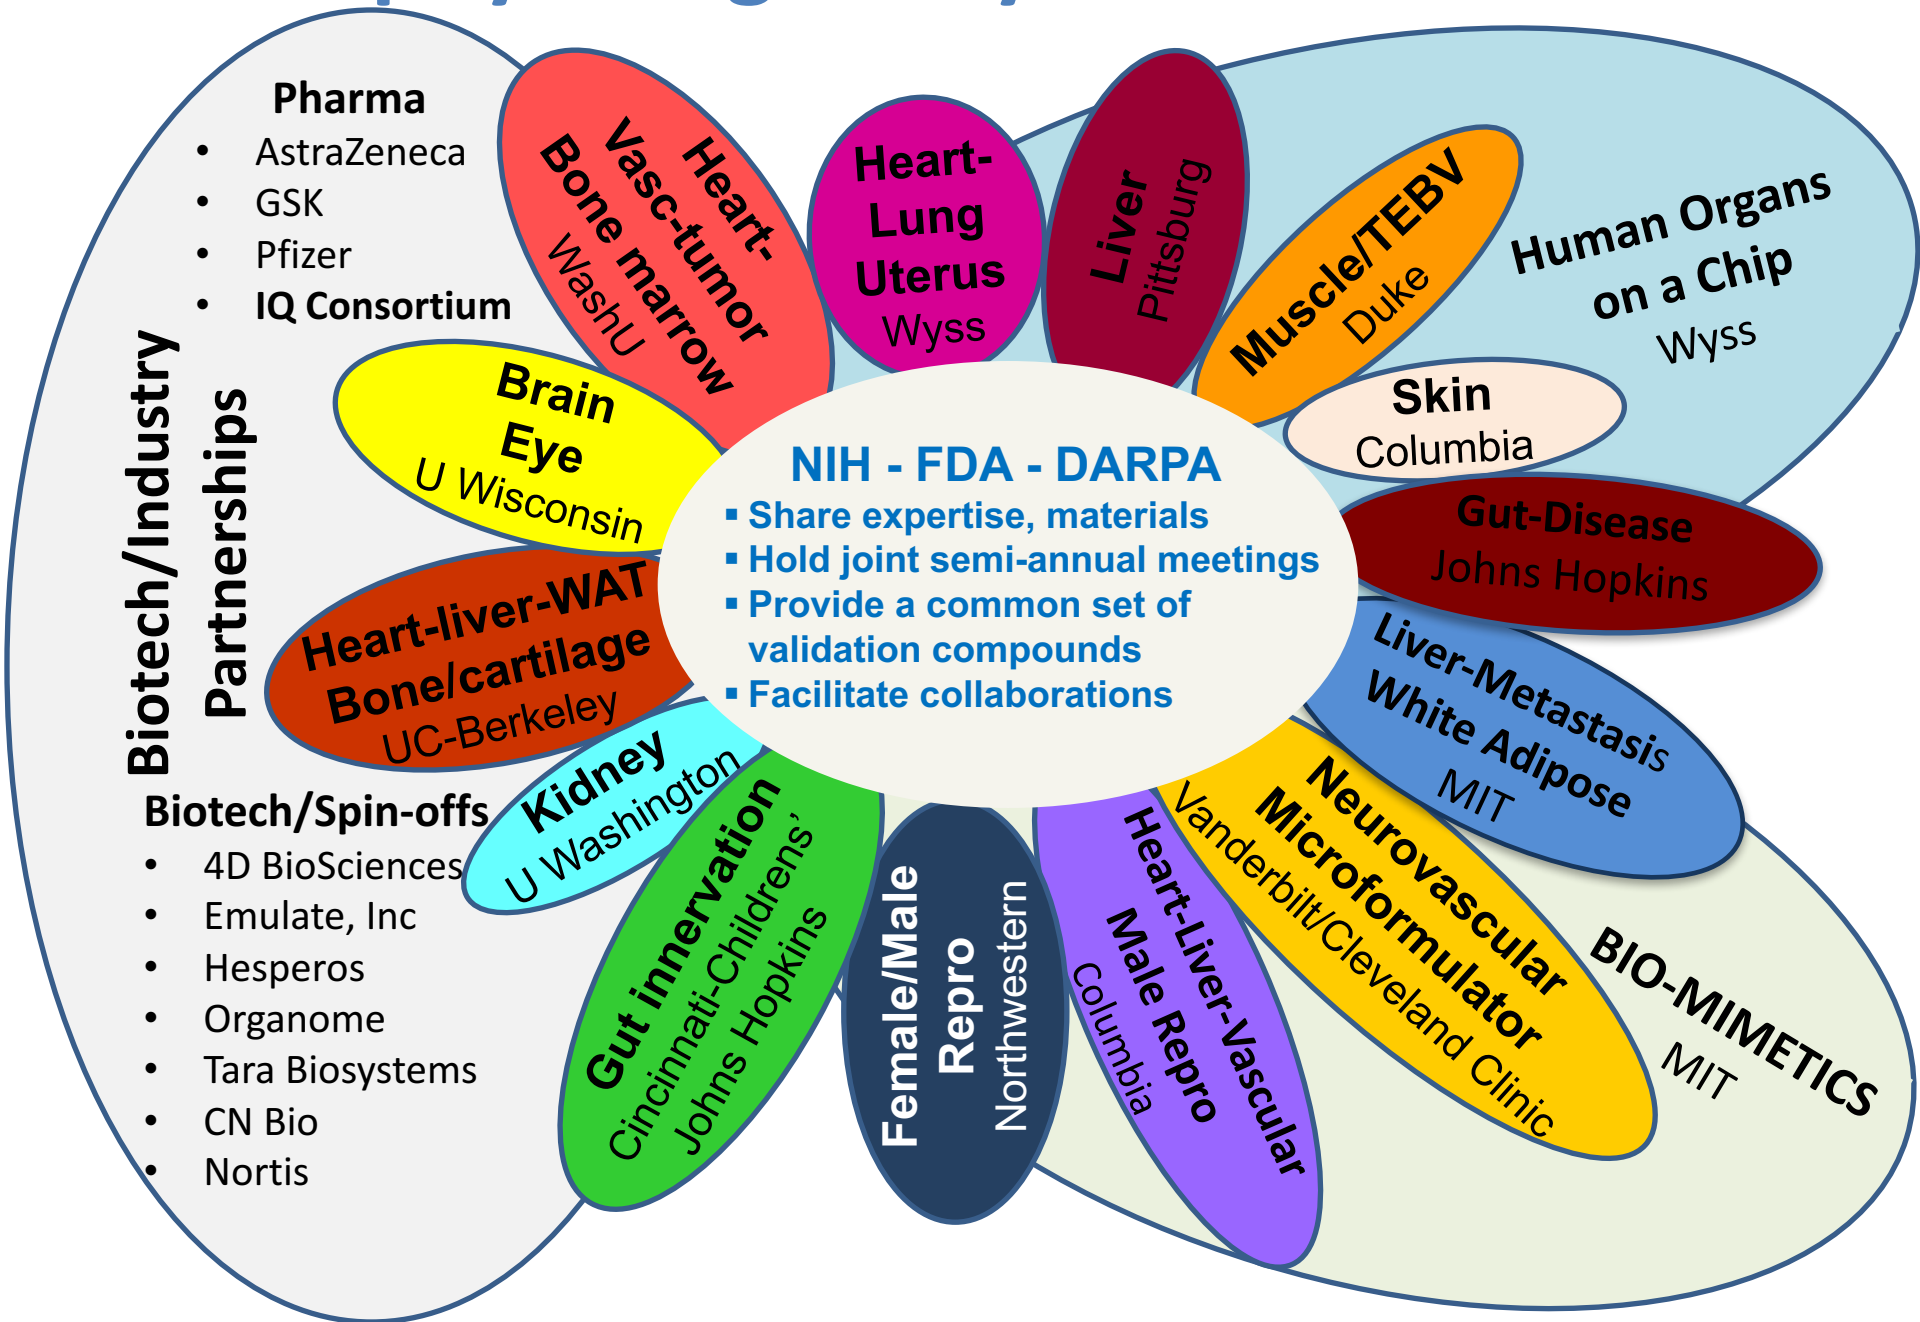 Pharma
• AstraZeneca
• GSK
• Pfizer
• IQ Consortium
Biotech/Industry
Partnerships
Biotech/Spin-offs
• 4D BioSciences
• Emulate, Inc
• Hesperos
• Organome
• Tara Biosystems
• CN Bio
• Nortis
Heart-
Vasc-tumor
Bone marrow
WashU
Heart-
Lung
Uterus
Wyss
Liver
Pittsburg
Muscle/TEBV
Duke
Human Organs
on a Chip
Wyss
Skin
Columbia
Gut-Disease
Johns Hopkins
Liver-Metastasis
White Adipose
MIT
Neurovascular
Microformulator
Vanderbilt/Cleveland Clinic
BIO-MIMETICS
MIT
Heart-Liver-Vascular
Male Repro
Columbia
Female/Male
Repro
Northwestern
Gut innervation
Cincinnati-Childrens’
Johns Hopkins
Kidney
U Washington
Heart-liver-WAT
Bone/cartilage
UC-Berkeley
Brain
Eye
U Wisconsin
NIH - FDA - DARPA
▪ Share expertise, materials
▪ Hold joint semi-annual meetings
▪ Provide a common set of
validation compounds
▪ Facilitate collaborations